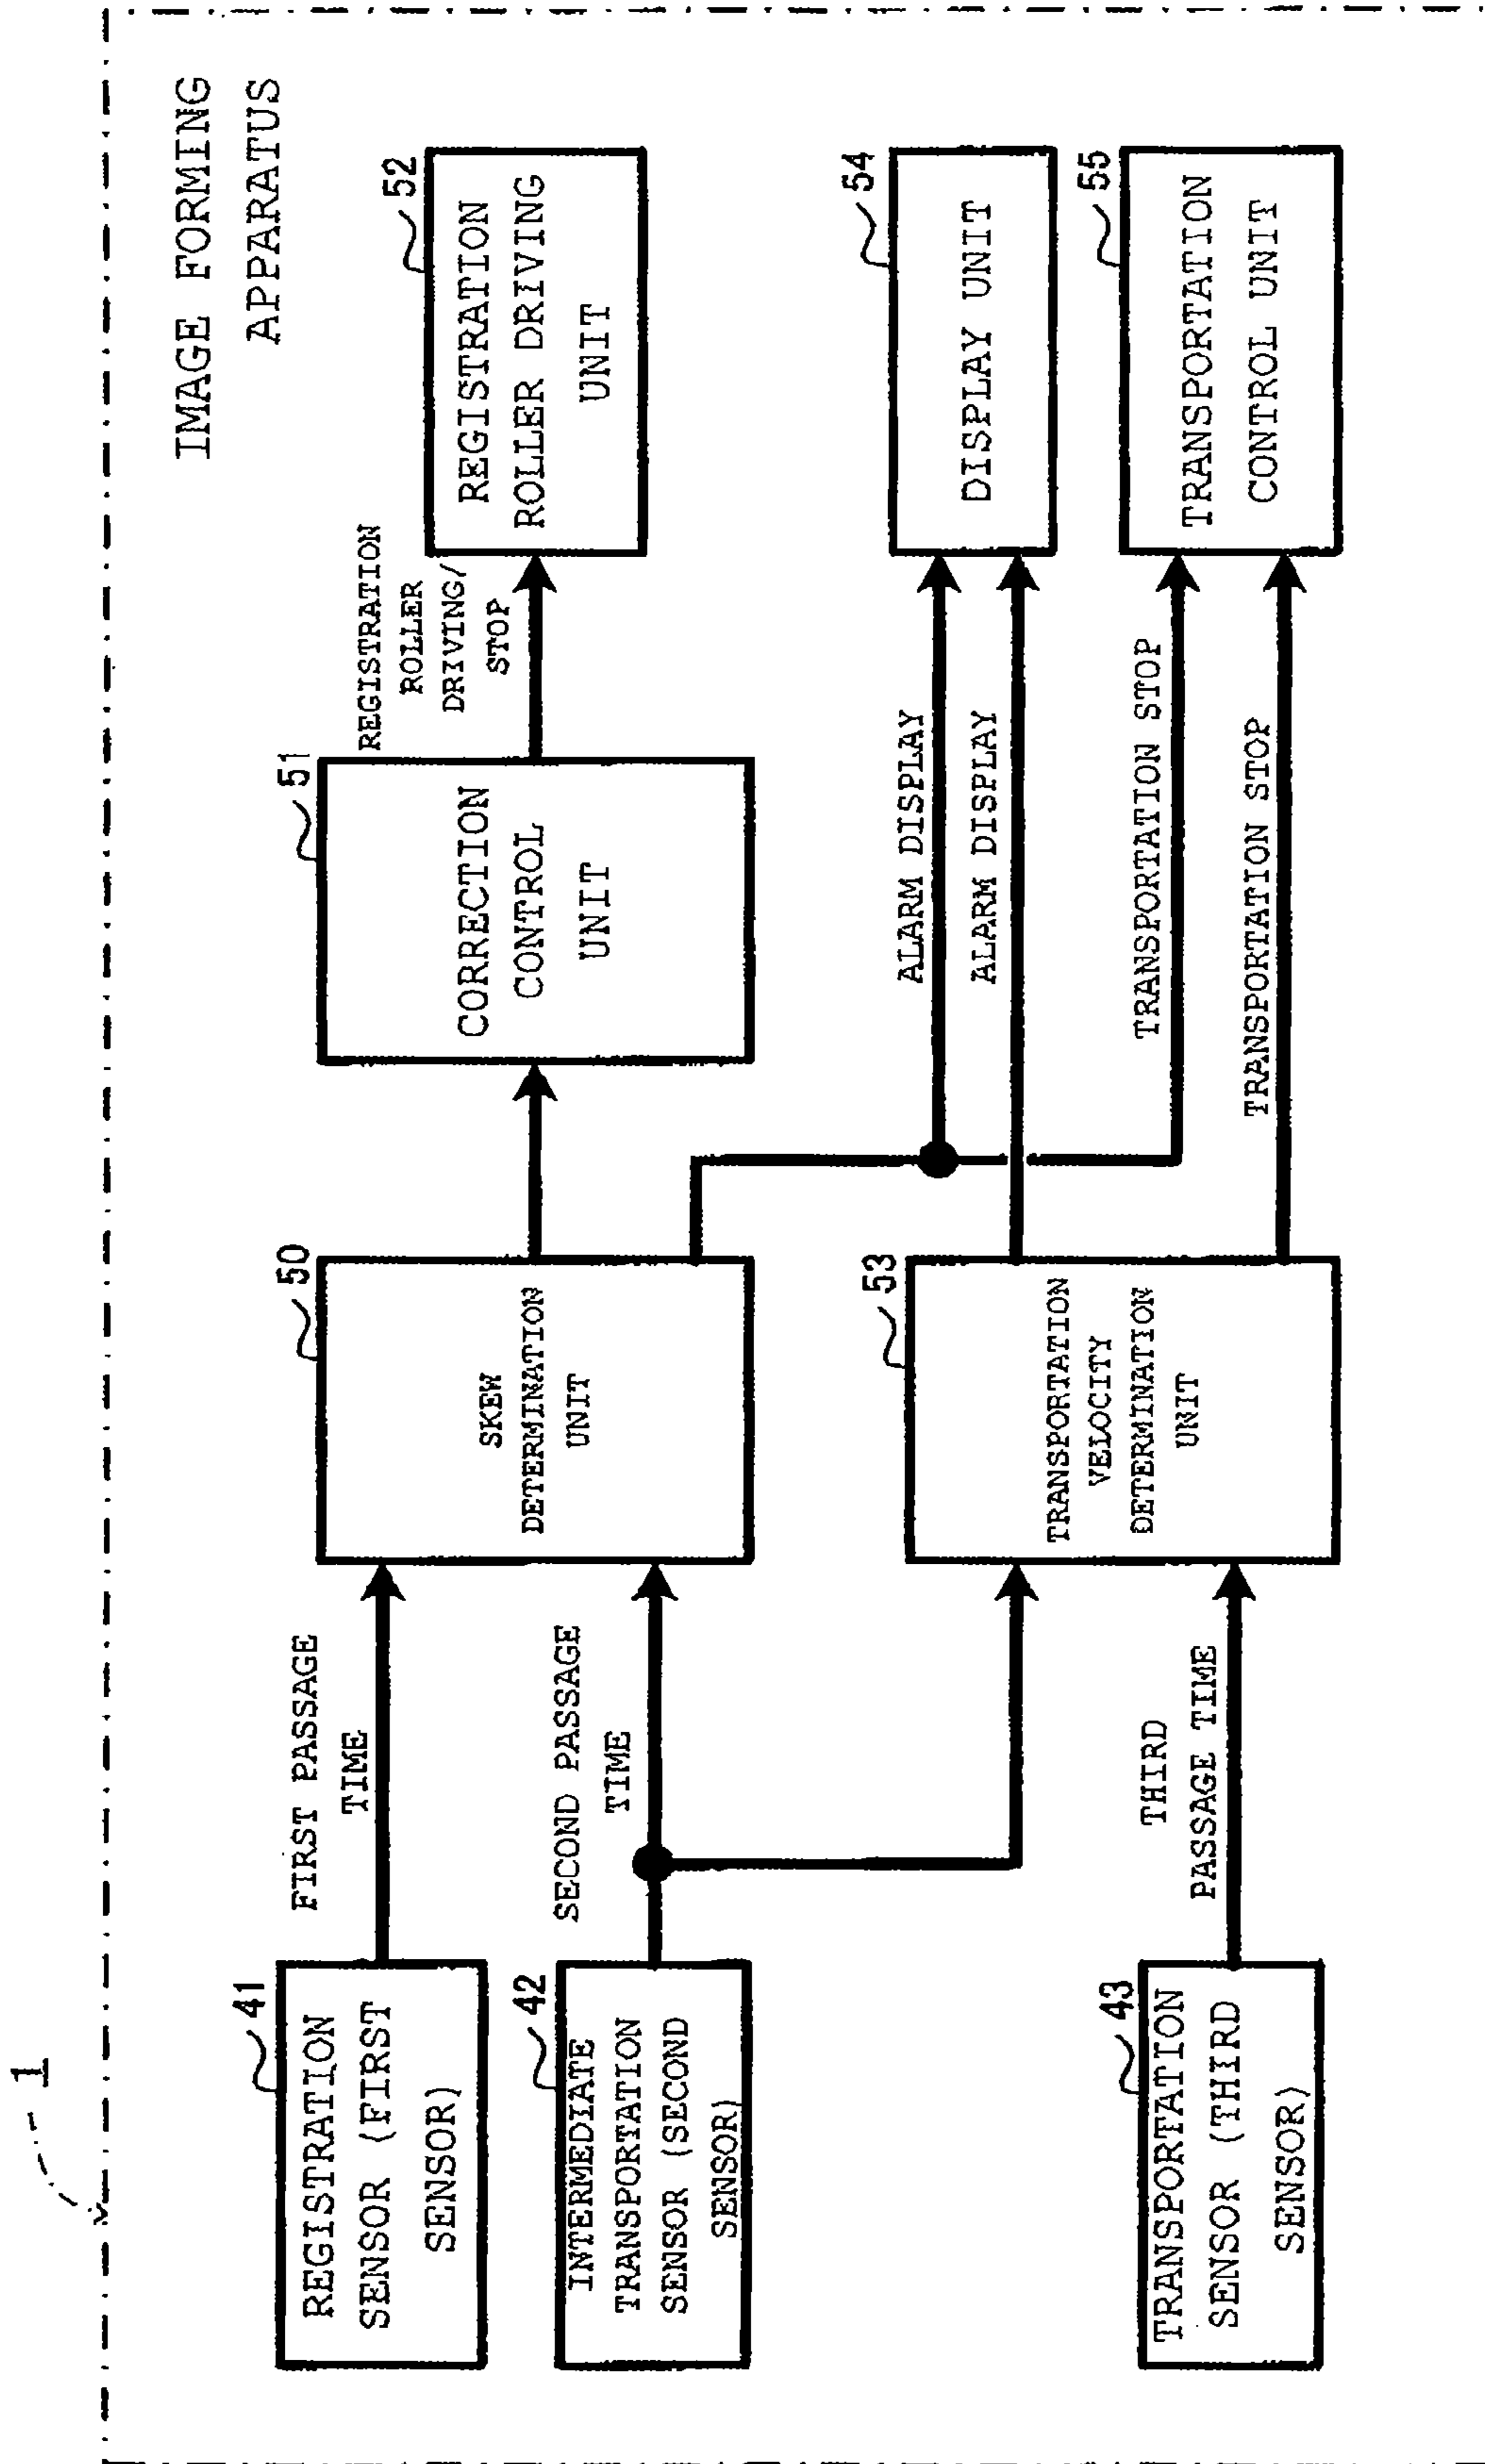 1
IMAGE FORMING
APPARATUS
41
REGISTRATION
SENSOR (FIRST
SENSOR)
FIRST PASSAGE
TIME
42
INTERMEDIATE
TRANSPORTATION
SENSOR (SECOND
SENSOR)
SECOND PASSAGE
TIME
43
TRANSPORTATION
SENSOR (THIRD
SENSOR)
THIRD
PASSAGE TIME
50
SKEW
DETERMINATION
UNIT
53
TRANSPORTATION
VELOCITY
DETERMINATION
UNIT
51
CORRECTION
CONTROL
UNIT
REGISTRATION
ROLLER
DRIVING/
STOP
ALARM DISPLAY
ALARM DISPLAY
TRANSPORTATION STOP
TRANSPORTATION STOP
52
REGISTRATION
ROLLER DRIVING
UNIT
54
DISPLAY UNIT
55
TRANSPORTATION
CONTROL UNIT